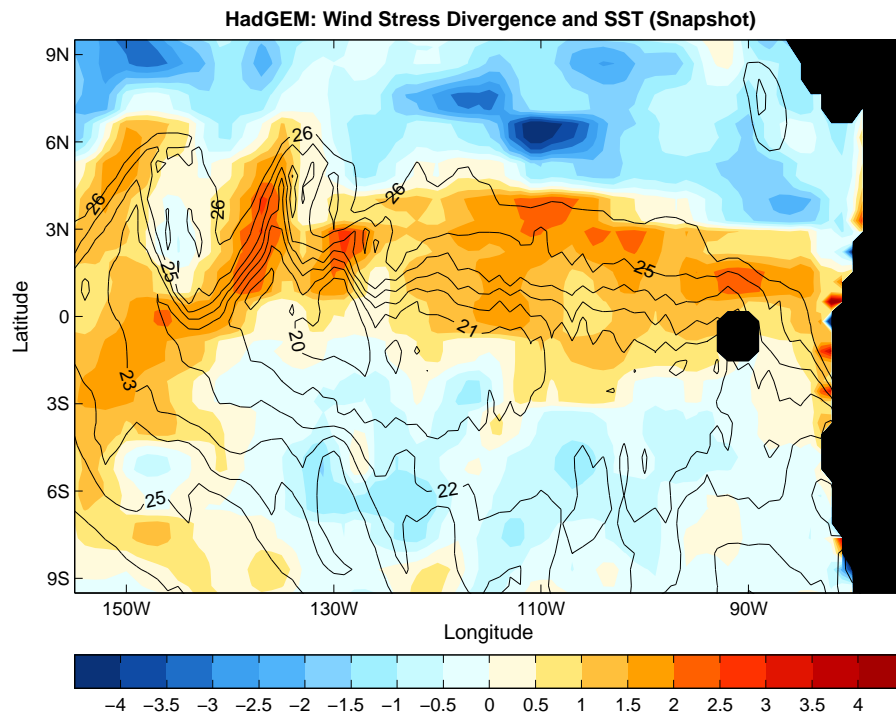 HadGEM: Wind Stress Divergence and SST (Snapshot)
9N
6N
3N
0
3S
6S
9S
Latitude
26
26
26
26
25
25
21
20
23
25
22
150W
130W
110W
90W
Longitude
−4 −3.5 −3 −2.5 −2 −1.5 −1 −0.5 0 0.5 1 1.5 2 2.5 3 3.5 4